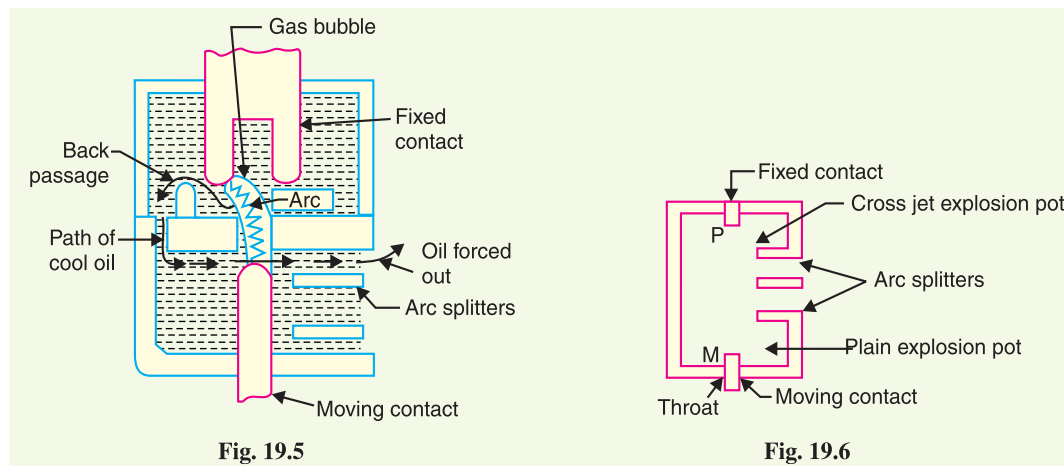 Gas bubble
Fixed
contact
Back
passage
Arc
Path of
cool oil
Oil forced
out
Arc splitters
Moving contact
Fig. 19.5
Fixed contact
P
Cross jet explosion pot
Arc splitters
M
Plain explosion pot
Throat
Moving contact
Fig. 19.6